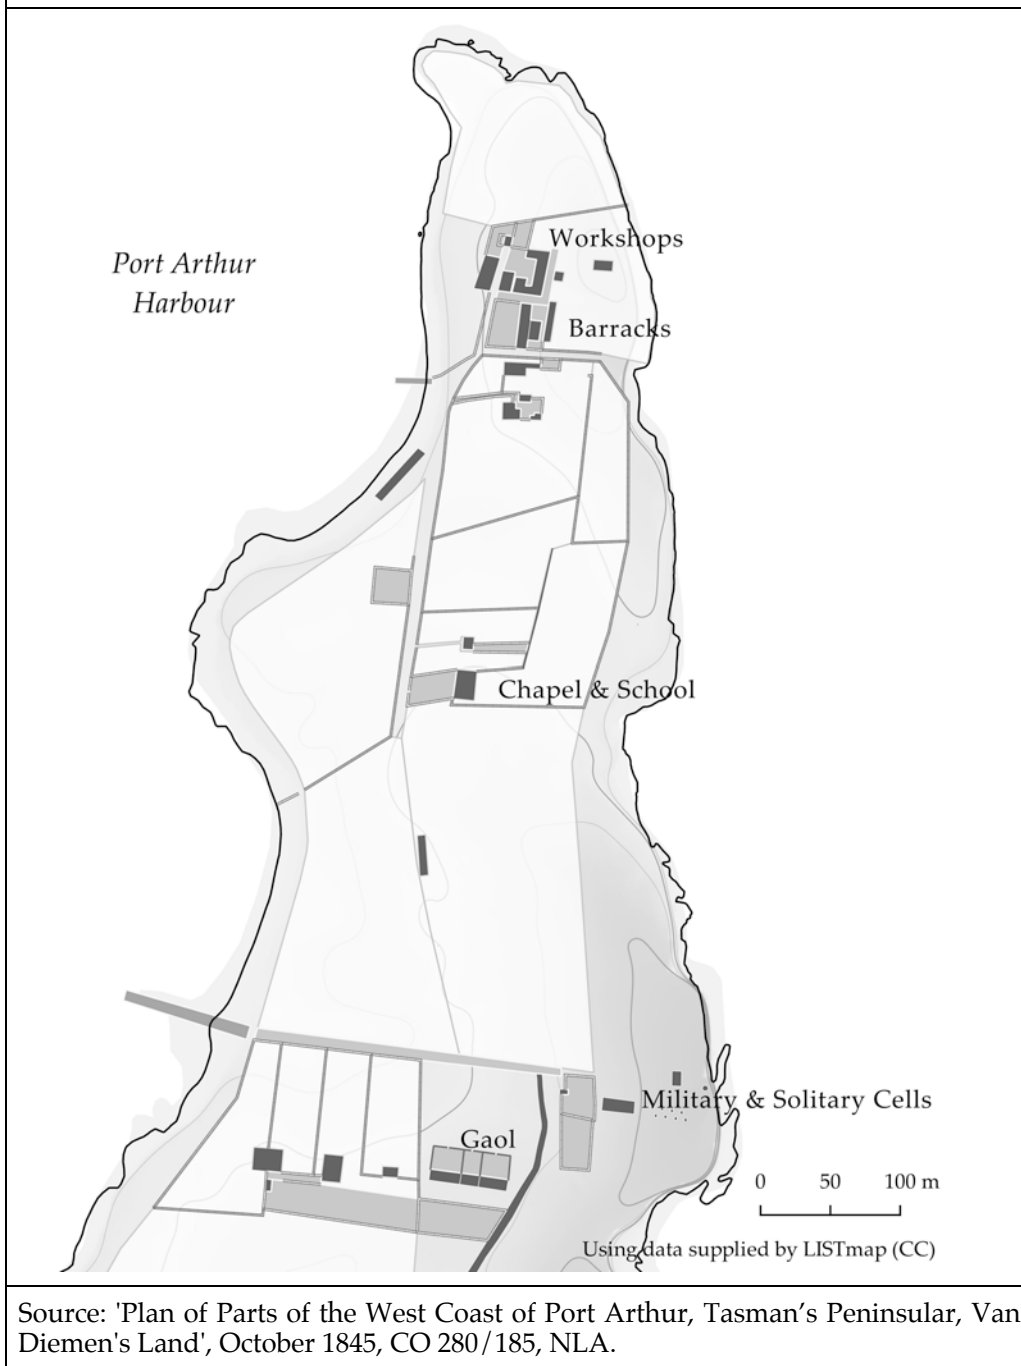 Workshops
Port Arthur
Harbour
Barracks
Chapel & School
Military & Solitary Cells
Gaol
0 50 100 m
Using data supplied by LISTmap (CC)
Source: 'Plan of Parts of the West Coast of Port Arthur, Tasman’s Peninsular, Van
Diemen's Land', October 1845, CO 280/185, NLA.